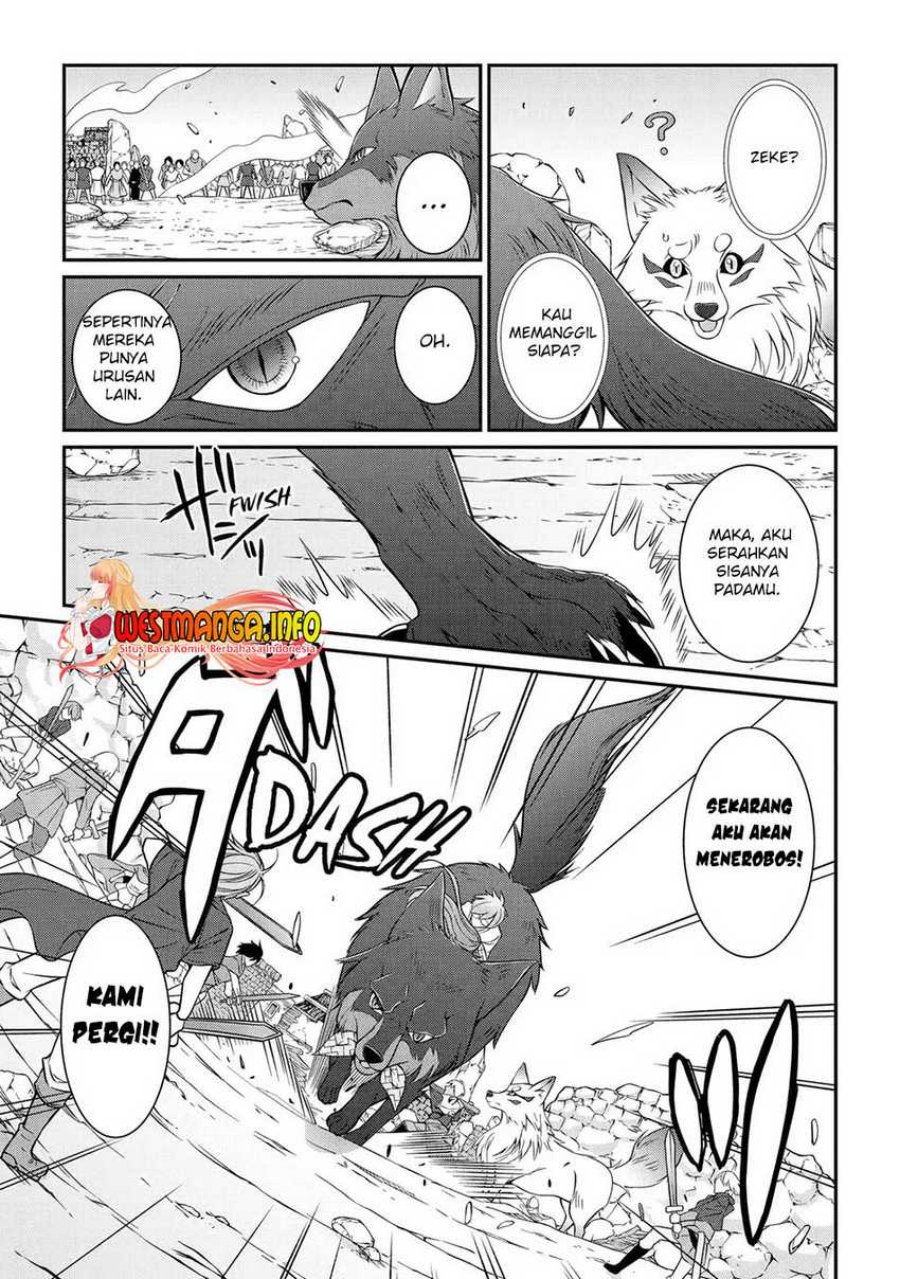 ZEKE?
?
KAU
MEMANGGIL
SIAPA?
...
OH.
SEPERTINYA
MEREKA
PUNYA
URUSAN
LAIN.
MAKA, AKU
SERAHKAN
SISANYA
PADAMU.
FWISH
WESTMANGA.INFO
Situs Baca Komik Berbahasa Indonesia
SEKARANG
AKU AKAN
MENEROBOS!
DASH
KAMI
PERGI!!